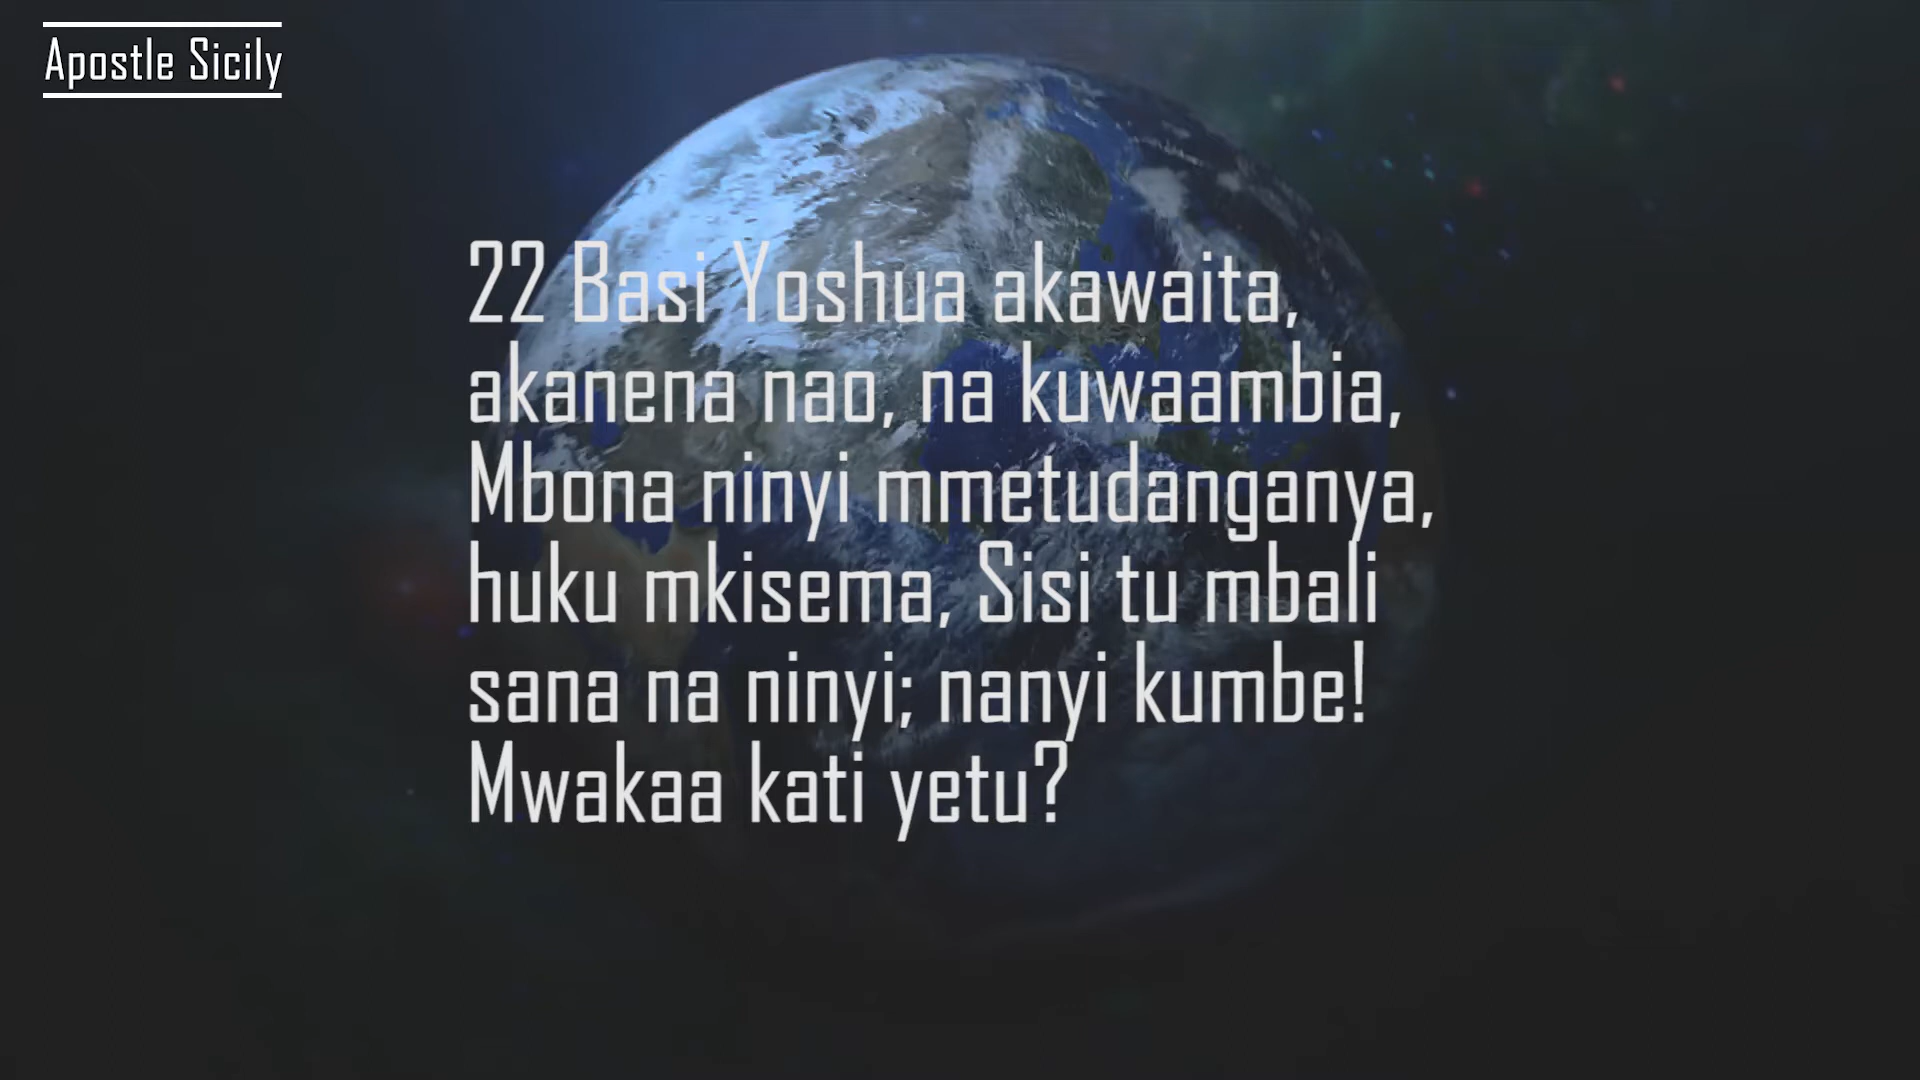 Apostle Sicily
22 Basi Yoshua akawaita,
akanena nao, na kuwaambia,
Mbona ninyi mmetudanganya,
huku mkisema, Sisi tu mbali
sana na ninyi; nanyi kumbe!
Mwakaa kati yetu?